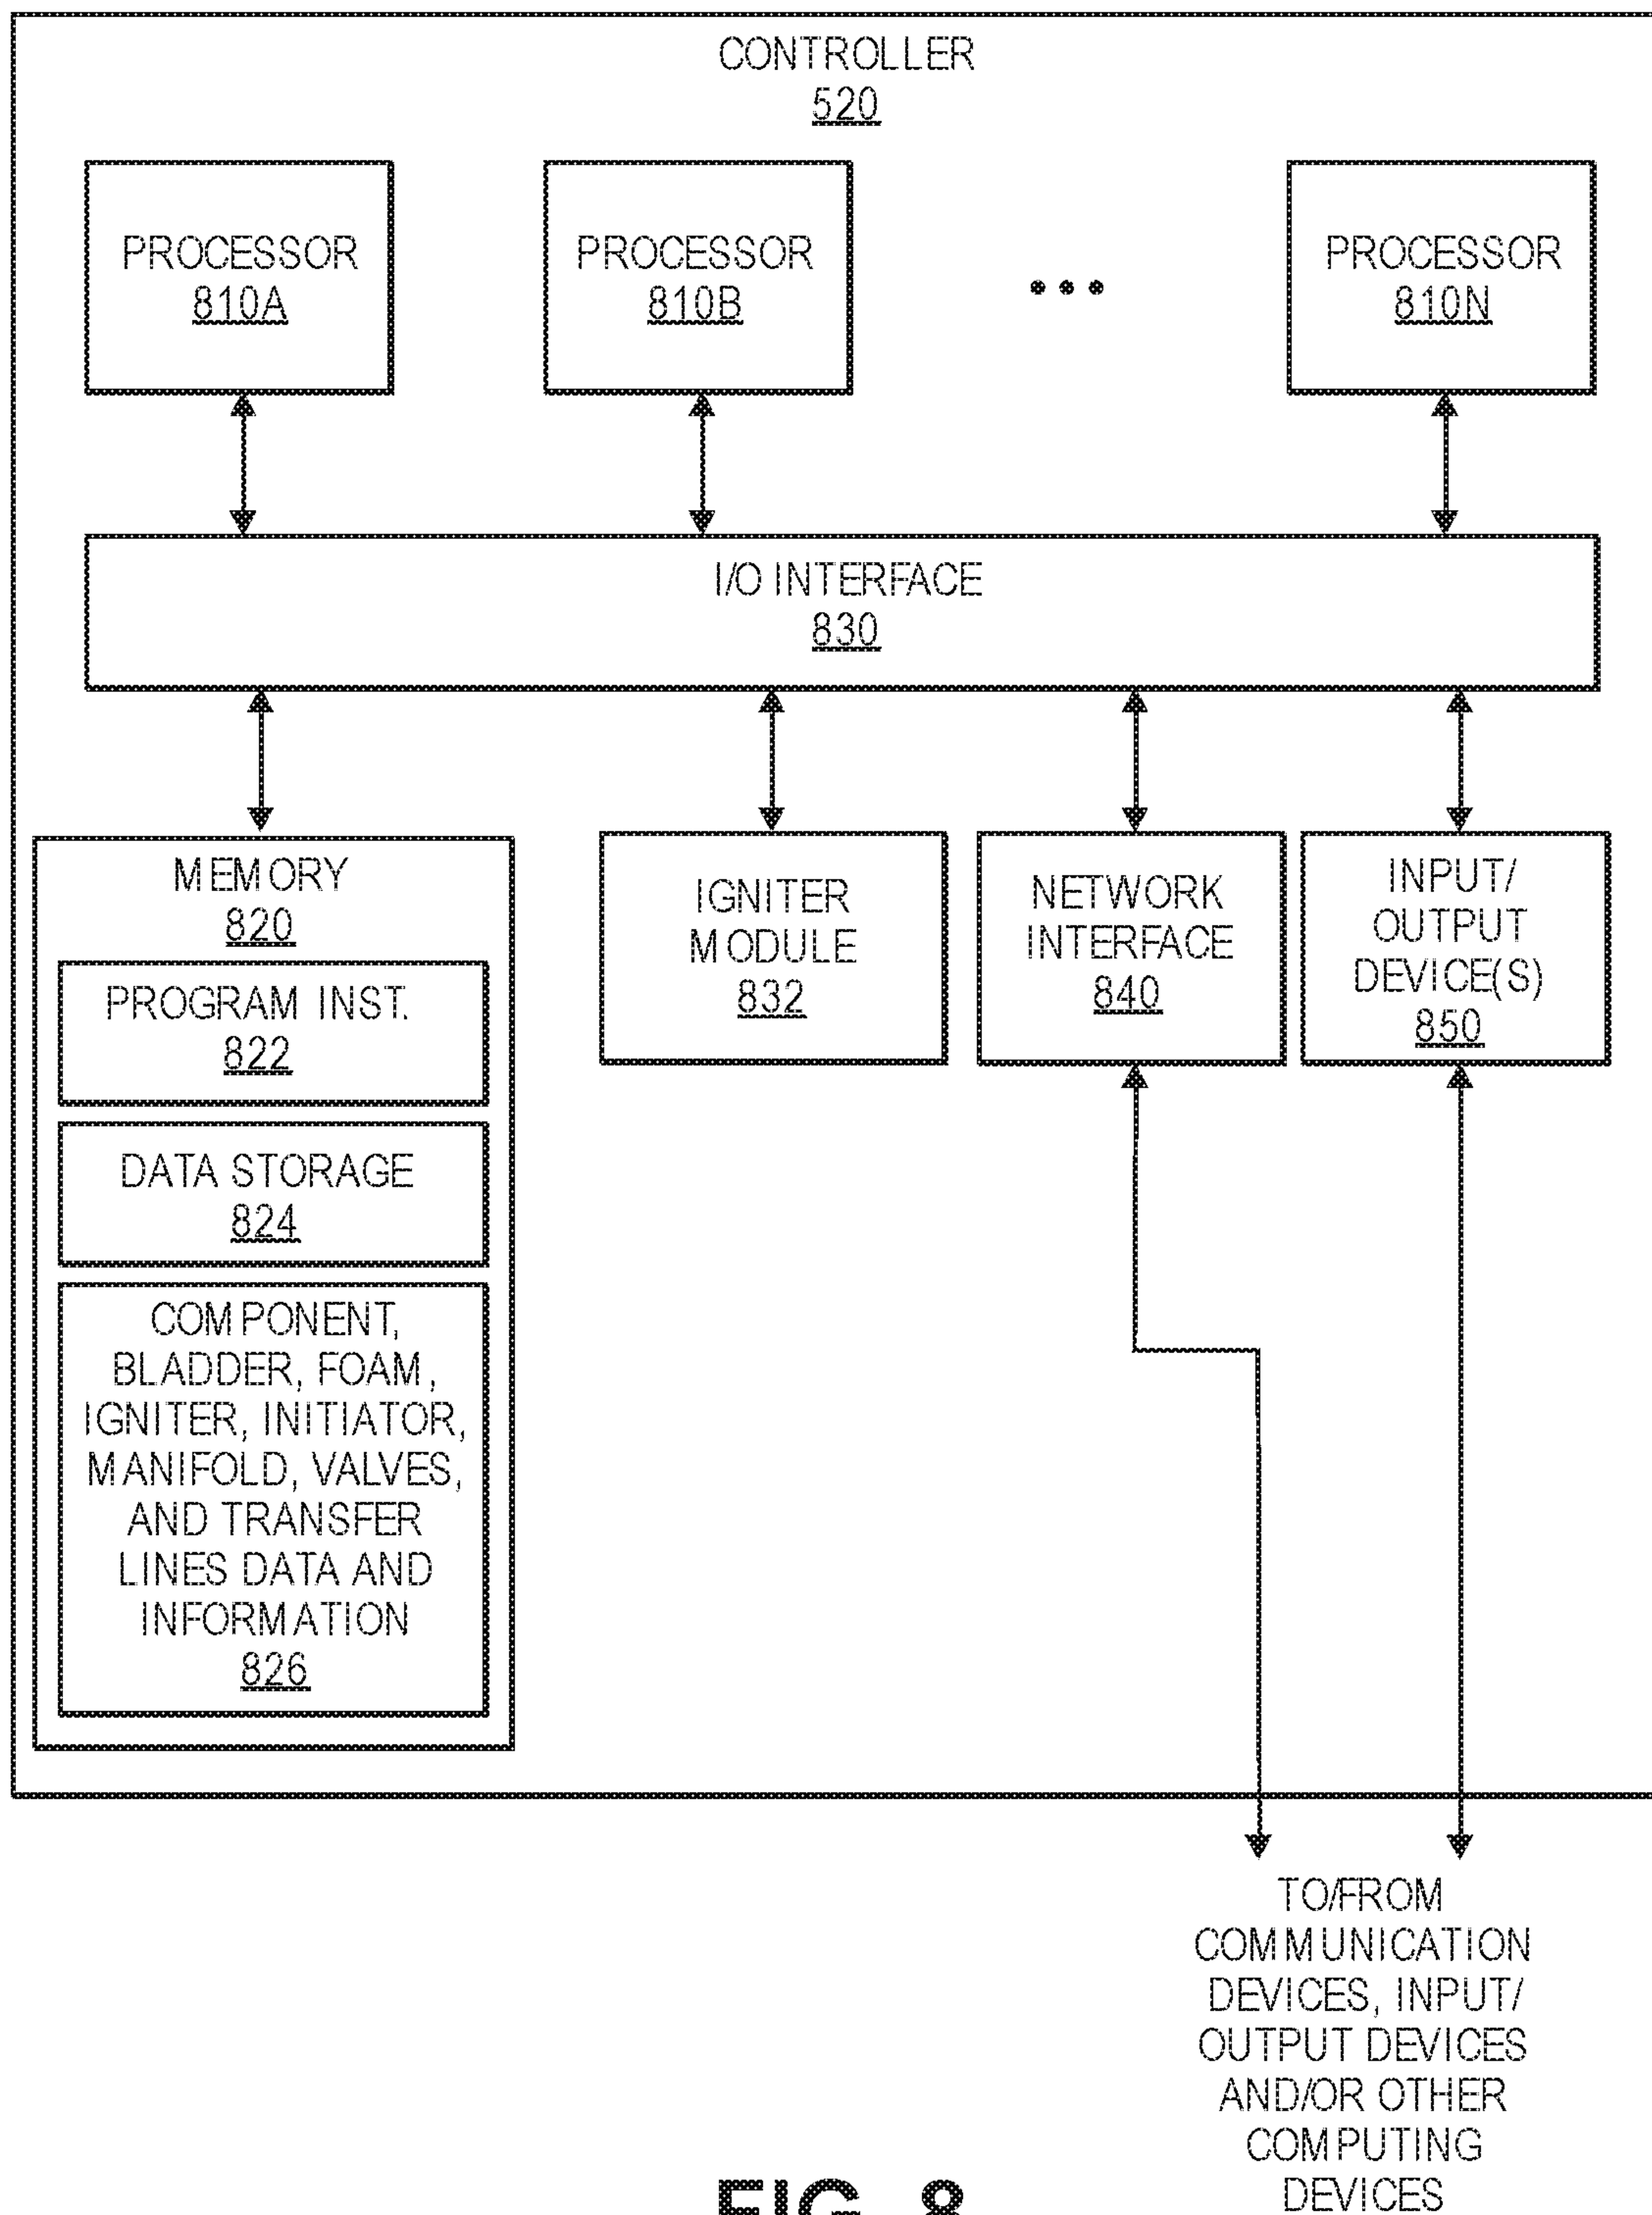 CONTROLLER
520
PROCESSOR
810A
PROCESSOR
810B
PROCESSOR
810N
I/O INTERFACE
830
MEMORY
820
PROGRAM INST.
822
DATA STORAGE
824
COMPONENT,
BLADDER, FOAM,
IGNITER, INITIATOR,
MANIFOLD, VALVES,
AND TRANSFER
LINES DATA AND
INFORMATION
826
IGNITER
MODULE
832
NETWORK
INTERFACE
840
INPUT/
OUTPUT
DEVICE(S)
850
TO/FROM
COMMUNICATION
DEVICES, INPUT/
OUTPUT DEVICES
AND/OR OTHER
COMPUTING
DEVICES
FIG. 8